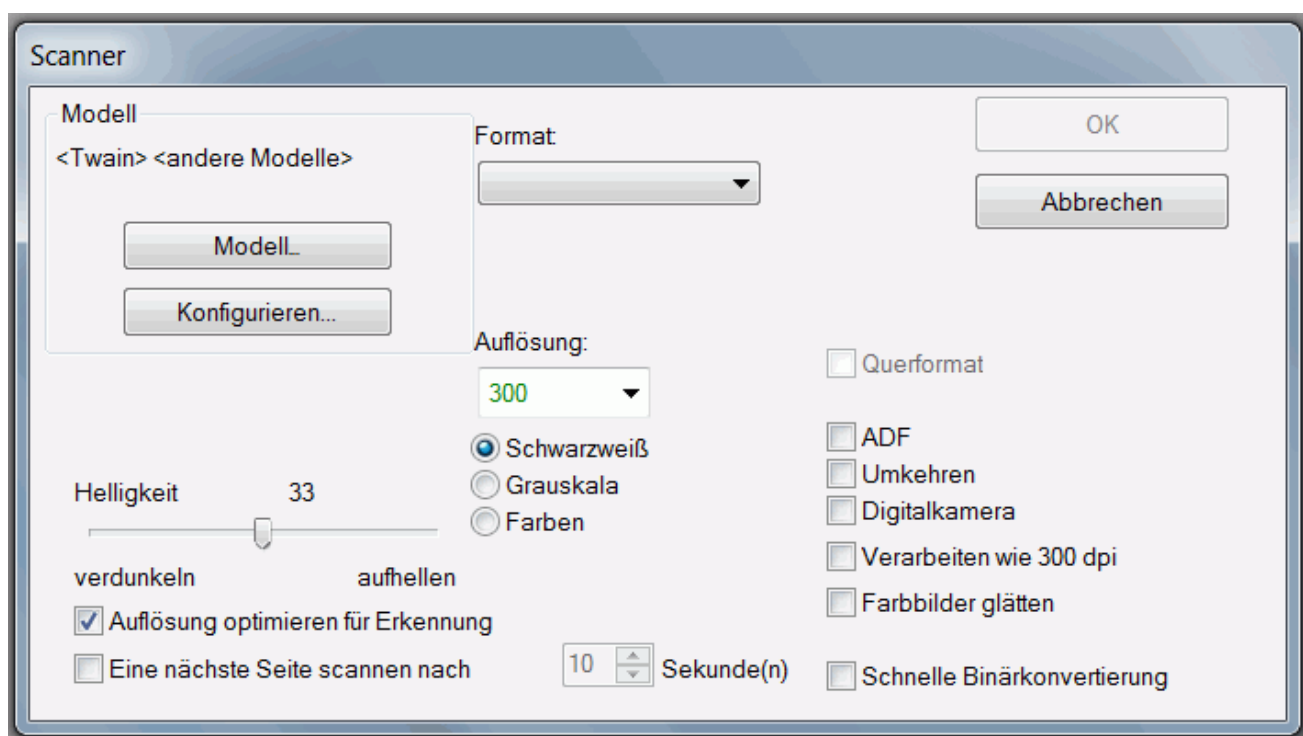 Scanner
Modell
<Twain> <andere Modelle>
Modell...
Konfigurieren...
Format:
OK
Abbrechen
Auflösung:
300
Schwarzweiß
Grauskala
Farben
Querformat
ADF
Umkehren
Digitalkamera
Verarbeiten wie 300 dpi
Farbbilder glätten
Schnelle Binärkonvertierung
Helligkeit 33
verdunkeln aufhellen
Auflösung optimieren für Erkennung
Eine nächste Seite scannen nach 10 Sekunde(n)